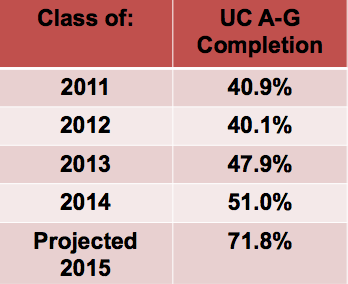 Class of: UC A-G
Completion
2011 40.9%
2012 40.1%
2013 47.9%
2014 51.0%
Projected 71.8%
2015